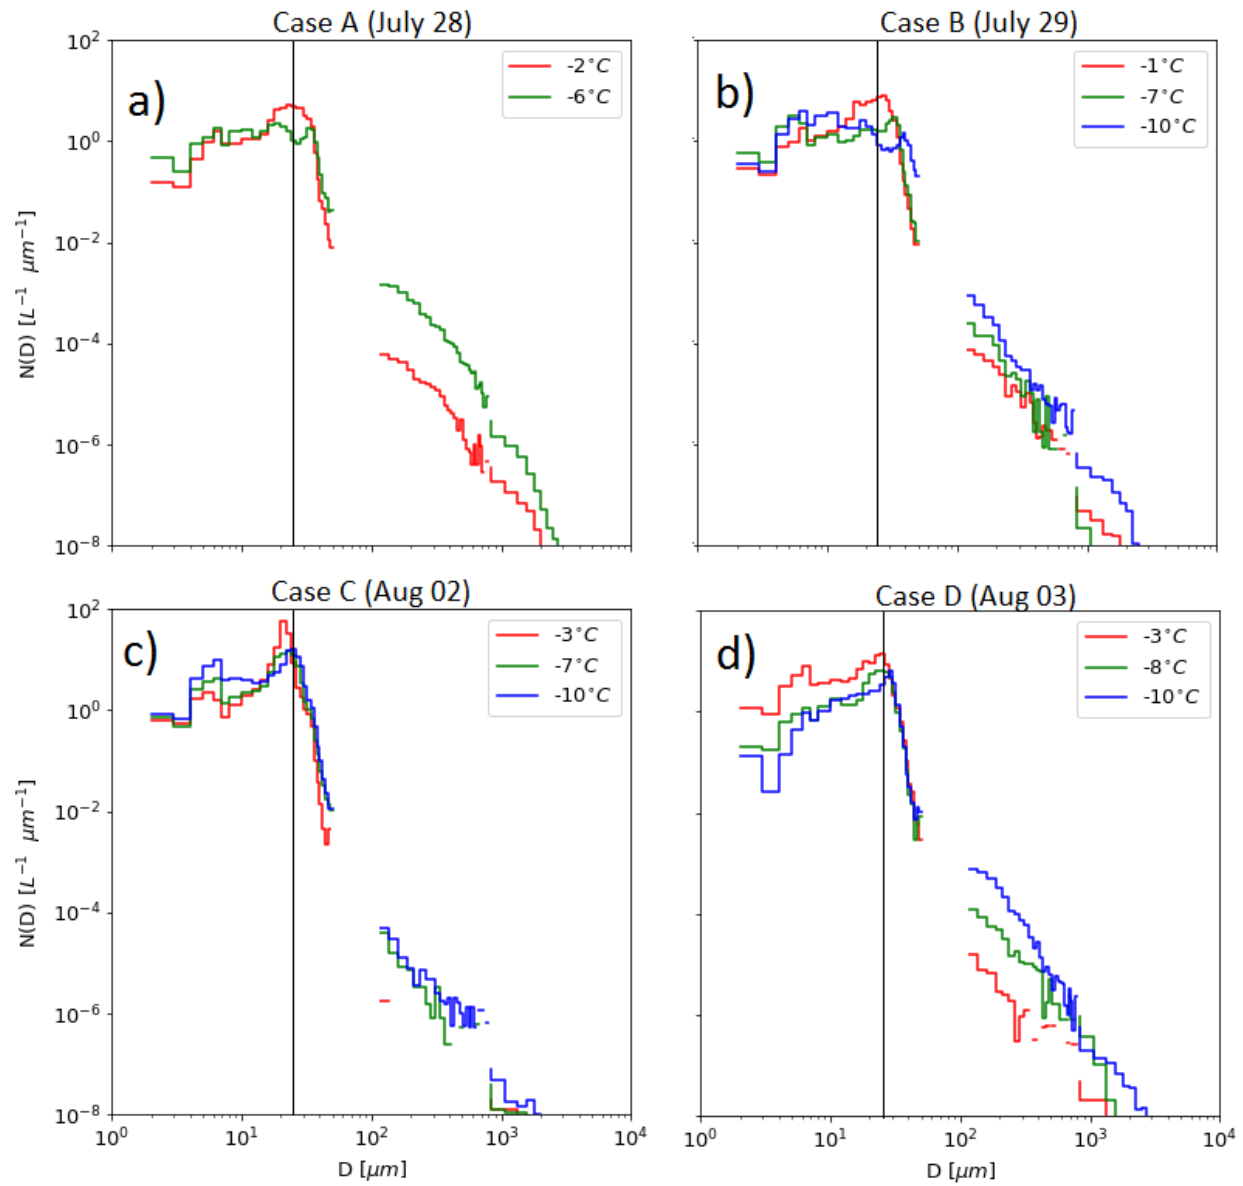 Case A (July 28)
Case B (July 29)
10²
10⁰
10⁻²
10⁻⁴
10⁻⁶
10⁻⁸
N(D) [L⁻¹ μm⁻¹]
a)
-2°C
-6°C
b)
-1°C
-7°C
-10°C
Case C (Aug 02)
Case D (Aug 03)
10²
10⁰
10⁻²
10⁻⁴
10⁻⁶
10⁻⁸
N(D) [L⁻¹ μm⁻¹]
c)
-3°C
-7°C
-10°C
d)
-3°C
-8°C
-10°C
10⁰ 10¹ 10² 10³ 10⁴
10⁰ 10¹ 10² 10³ 10⁴
D [μm]
D [μm]